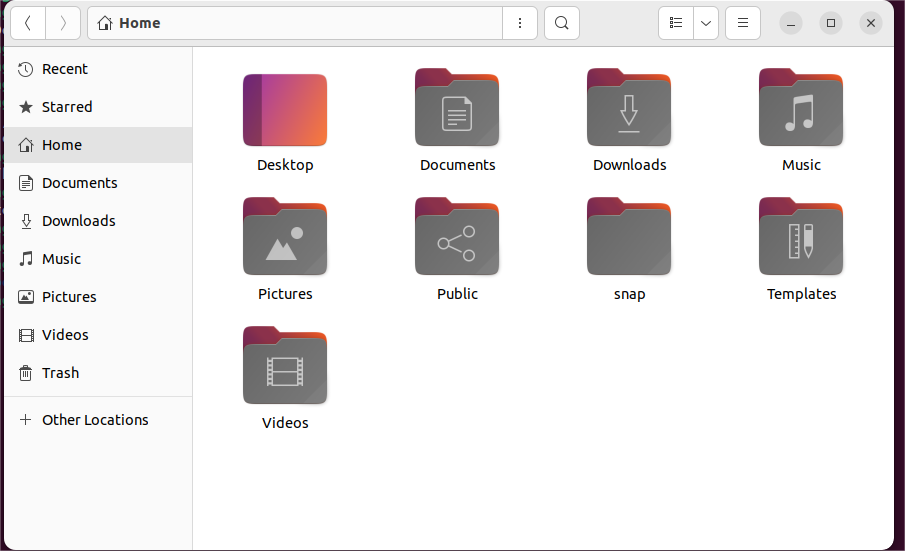 Home
Recent
Starred
Home
Documents
Downloads
Music
Pictures
Videos
Trash
Other Locations
Desktop
Documents
Downloads
Music
Pictures
Public
snap
Templates
Videos